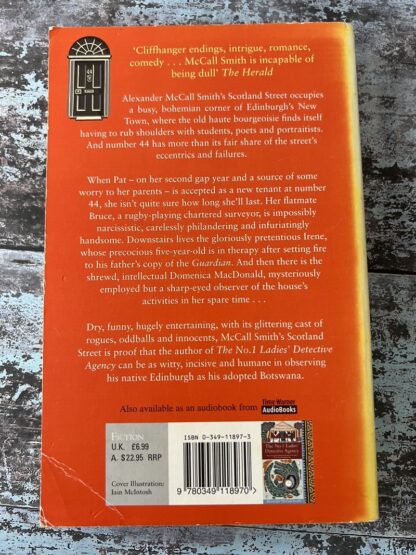 44
'Cliffhanger endings, intrigue, romance,
comedy . . . McCall Smith is incapable of
being dull' The Herald
Alexander McCall Smith's Scotland Street occupies
a busy, bohemian corner of Edinburgh's New
Town, where the old haute bourgeoisie finds itself
having to rub shoulders with students, poets and portraitists.
And number 44 has more than its fair share of the street's
eccentrics and failures.
When Pat – on her second gap year and a source of some
worry to her parents – is accepted as a new tenant at number
44, she isn't quite sure how long she'll last. Her flatmate
Bruce, a rugby-playing chartered surveyor, is impossibly
narcissistic, carelessly philandering and infuriatingly
handsome. Downstairs lives the gloriously pretentious Irene,
whose precocious five-year-old is in therapy after setting fire
to his father's copy of the Guardian. And then there is the
shrewd, intellectual Domenica MacDonald, mysteriously
employed but a sharp-eyed observer of the house's
activities in her spare time . . .
Dry, funny, hugely entertaining, with its glittering cast of
rogues, oddballs and innocents, McCall Smith's Scotland
Street is proof that the author of The No.1 Ladies' Detective
Agency can be as witty, incisive and humane in observing
his native Edinburgh as his adopted Botswana.
Also available as an audiobook from Time Warner
AudioBooks
FICTION
U.K. £6.99
A. $22.95 RRP
Cover Illustration:
Iain McIntosh
ISBN 0-349-11897-3
9 780349 118970 >
The No.1 Ladies'
Detective Agency